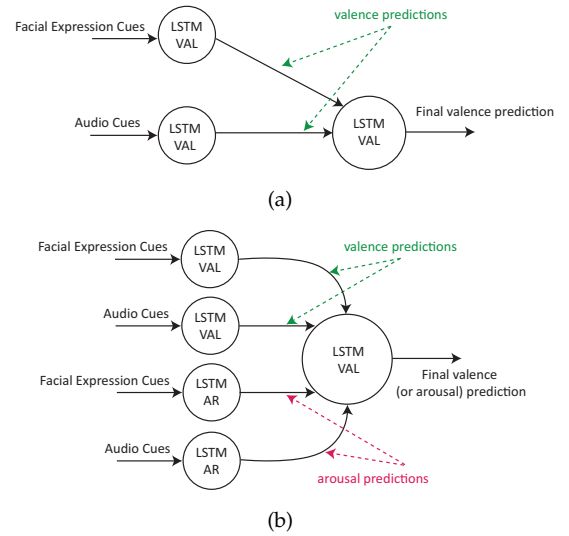 valence predictions
Facial Expression Cues
LSTM
VAL
Audio Cues
LSTM
VAL
LSTM
VAL
Final valence prediction
(a)
Facial Expression Cues
LSTM
VAL
valence predictions
Audio Cues
LSTM
VAL
LSTM
VAL
Final valence
(or arousal) prediction
Facial Expression Cues
LSTM
AR
Audio Cues
LSTM
AR
arousal predictions
(b)